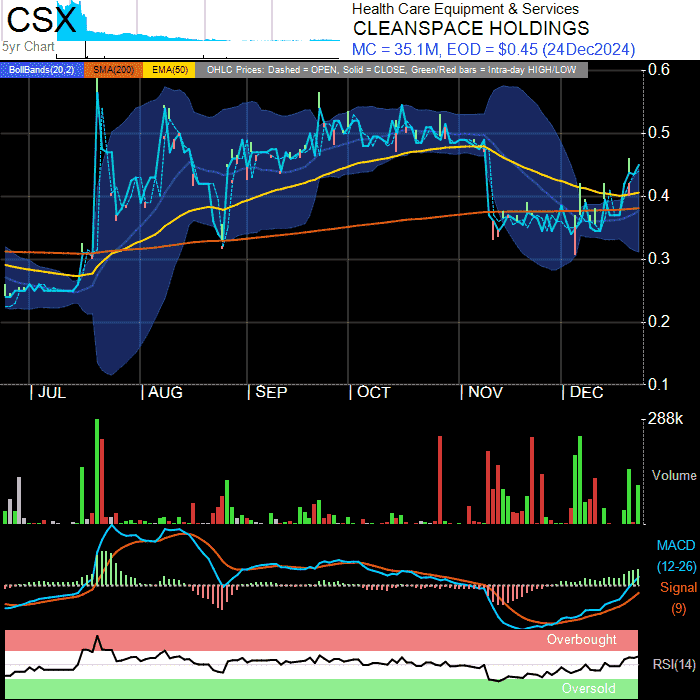 CSX
5yr Chart
Health Care Equipment & Services
CLEANSPACE HOLDINGS
MC = 35.1M, EOD = $0.45 (24Dec2024)
BollBands(20,2) SMA(200) EMA(50) OHLC Prices: Dashed = OPEN, Solid = CLOSE, Green/Red bars = Intra-day HIGH/LOW
0.6
0.5
0.4
0.3
0.2
0.1
JUL AUG SEP OCT NOV DEC
288k
Volume
MACD
(12-26)
Signal
(9)
Overbought
RSI(14)
Oversold